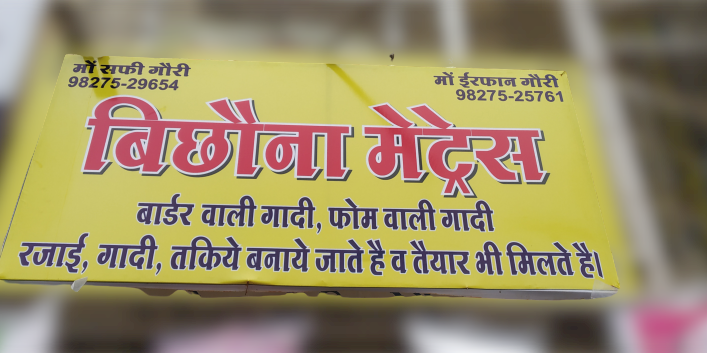 मों सफी गौरी
98275-29654
मों ईरफान गौरी
98275-25761
बिछौना मेट्रेस
बार्डर वाली गादी, फोम वाली गादी
रजाई, गादी, तकिये बनाये जाते है व तैयार भी मिलते है।